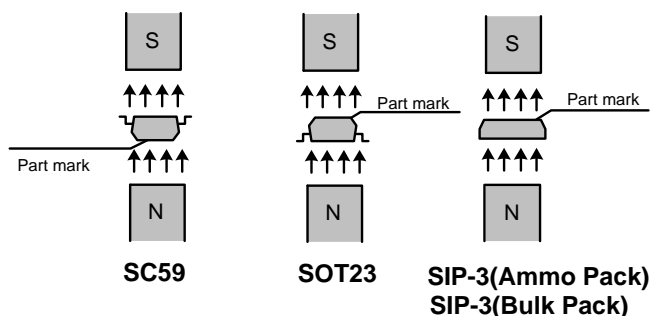 S S S
Part mark
Part mark
Part mark
N N N
SC59 SOT23 SIP-3(Ammo Pack)
SIP-3(Bulk Pack)